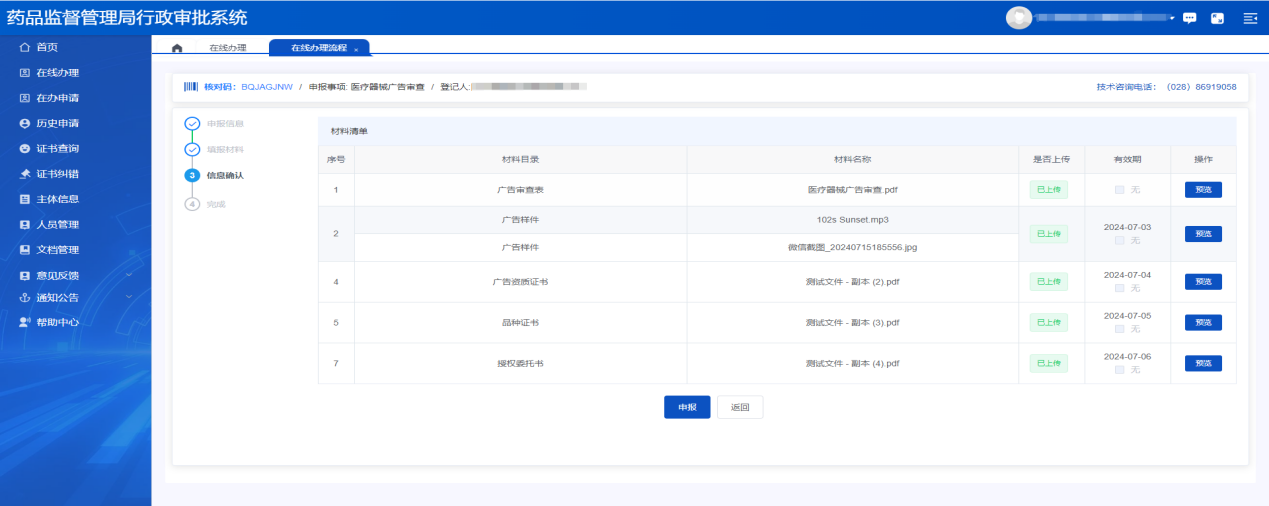 药品监督管理局行政审批系统
首页
在线办理
在办申请
历史申请
证书查询
证书纠错
主体信息
人员管理
文档管理
意见反馈
通知公告
帮助中心
在线办理
在线办理流程 ×
核对码: BQJAGJNW / 申报事项: 医疗器械广告审查 / 登记人:
技术咨询电话: (028) 86919058
申报信息
填报材料
3 信息确认
4 完成
材料清单
序号 材料目录 材料名称 是否上传 有效期 操作
1 广告审查表 医疗器械广告审查.pdf 已上传 无 预览
2 广告样件 102s Sunset.mp3 已上传 2024-07-03 无 预览
广告样件 微信截图_20240715185556.jpg
4 广告资质证书 测试文件 - 副本 (2).pdf 已上传 2024-07-04 无 预览
5 品种证书 测试文件 - 副本 (3).pdf 已上传 2024-07-05 无 预览
7 授权委托书 测试文件 - 副本 (4).pdf 已上传 2024-07-06 无 预览
申报 返回